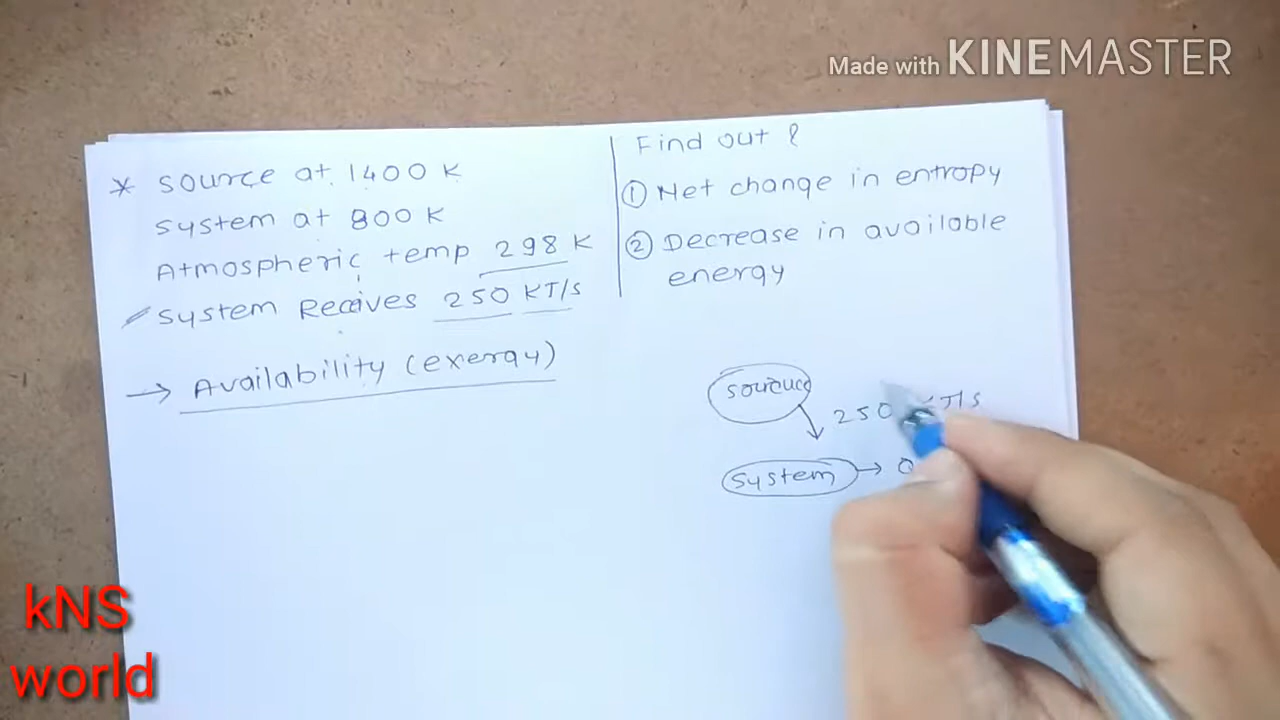 Made with KINEMASTER
* Source at 1400 K
System at 800 K
Atmospheric temp 298 K
System Receives 250 KJ/s
→ Availability (exergy)
Find out ?
① Net change in entropy
② Decrease in available
energy
source
250 KJ/s
System →
kNS
world